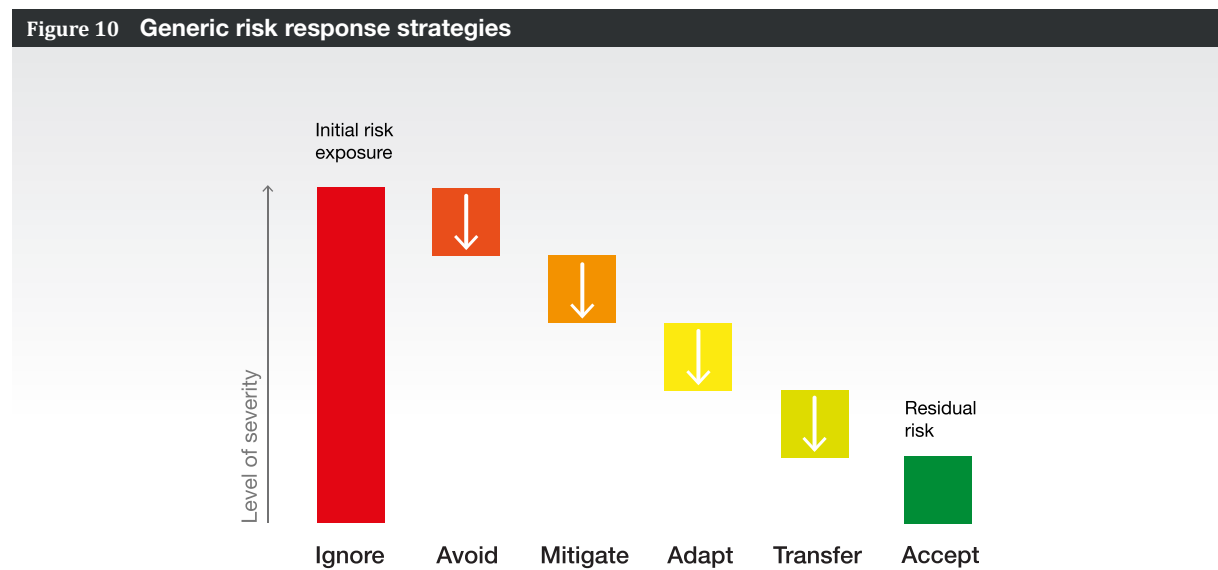 Figure 10 Generic risk response strategies
Initial risk
exposure
Level of severity
Residual
risk
Ignore Avoid Mitigate Adapt Transfer Accept